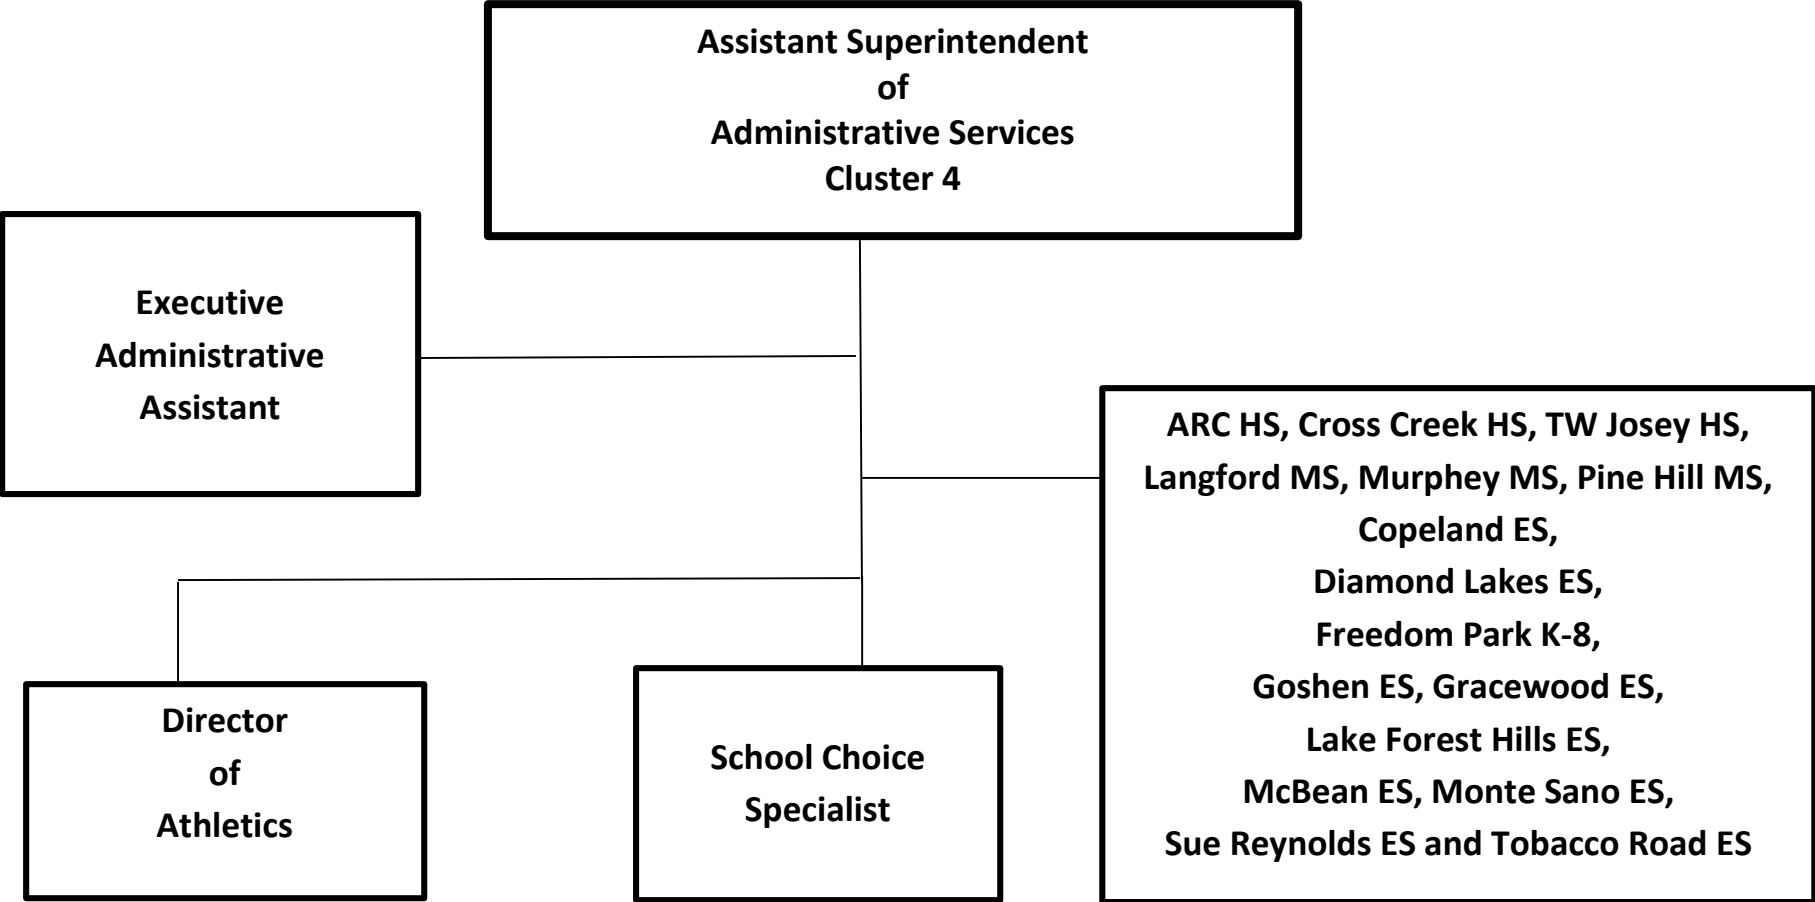 Assistant Superintendent
of
Administrative Services
Cluster 4
Executive
Administrative
Assistant
ARC HS, Cross Creek HS, TW Josey HS,
Langford MS, Murphey MS, Pine Hill MS,
Copeland ES,
Diamond Lakes ES,
Freedom Park K-8,
Goshen ES, Gracewood ES,
Lake Forest Hills ES,
McBean ES, Monte Sano ES,
Sue Reynolds ES and Tobacco Road ES
Director
of
Athletics
School Choice
Specialist